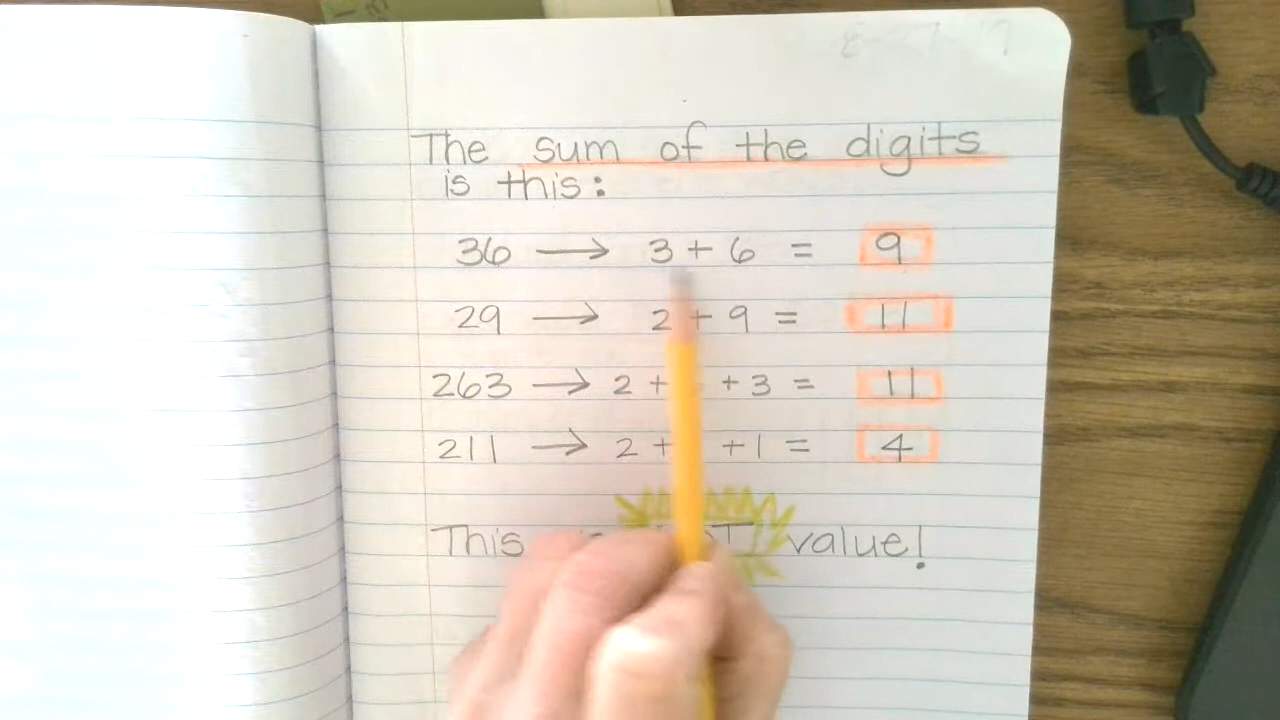 The sum of the digits
is this:
36 → 3 + 6 = 9
29 → 2 + 9 = 11
263 → 2 + + 3 = 11
211 → 2 + + 1 = 4
This value!